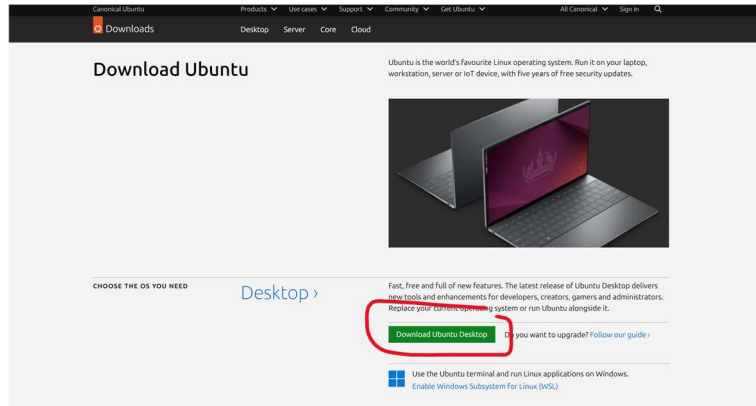 Canonical Ubuntu Products Use cases Support Community Get Ubuntu All Canonical Sign in
Downloads Desktop Server Core Cloud
Download Ubuntu
Ubuntu is the world's favourite Linux operating system. Run it on your laptop,
workstation, server or IoT device, with five years of free security updates.
CHOOSE THE OS YOU NEED
Desktop ›
Fast, free and full of new features. The latest release of Ubuntu Desktop delivers
new tools and enhancements for developers, creators, gamers and administrators.
Replace your current operating system or run Ubuntu alongside it.
Download Ubuntu Desktop
Do you want to upgrade? Follow our guide ›
Use the Ubuntu terminal and run Linux applications on Windows.
Enable Windows Subsystem for Linux (WSL)